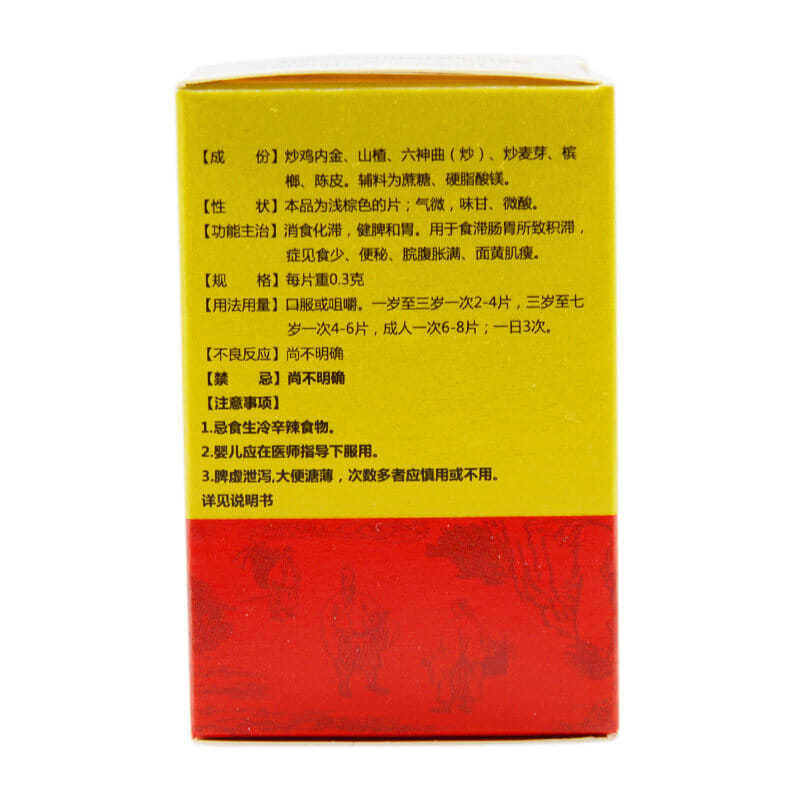 【成　　份】炒鸡内金、山楂、六神曲（炒）、炒麦芽、槟
榔、陈皮。辅料为蔗糖、硬脂酸镁。
【性　　状】本品为浅棕色的片；气微，味甘、微酸。
【功能主治】消食化滞，健脾和胃。用于食滞肠胃所致积滞，
症见食少、便秘、脘腹胀满、面黄肌瘦。
【规　　格】每片重0.3克
【用法用量】口服或咀嚼。一岁至三岁一次2-4片，三岁至七
岁一次4-6片，成人一次6-8片；一日3次。
【不良反应】尚不明确
【禁　　忌】尚不明确
【注意事项】
1.忌食生冷辛辣食物。
2.婴儿应在医师指导下服用。
3.脾虚泄泻,大便溏薄，次数多者应慎用或不用。
详见说明书